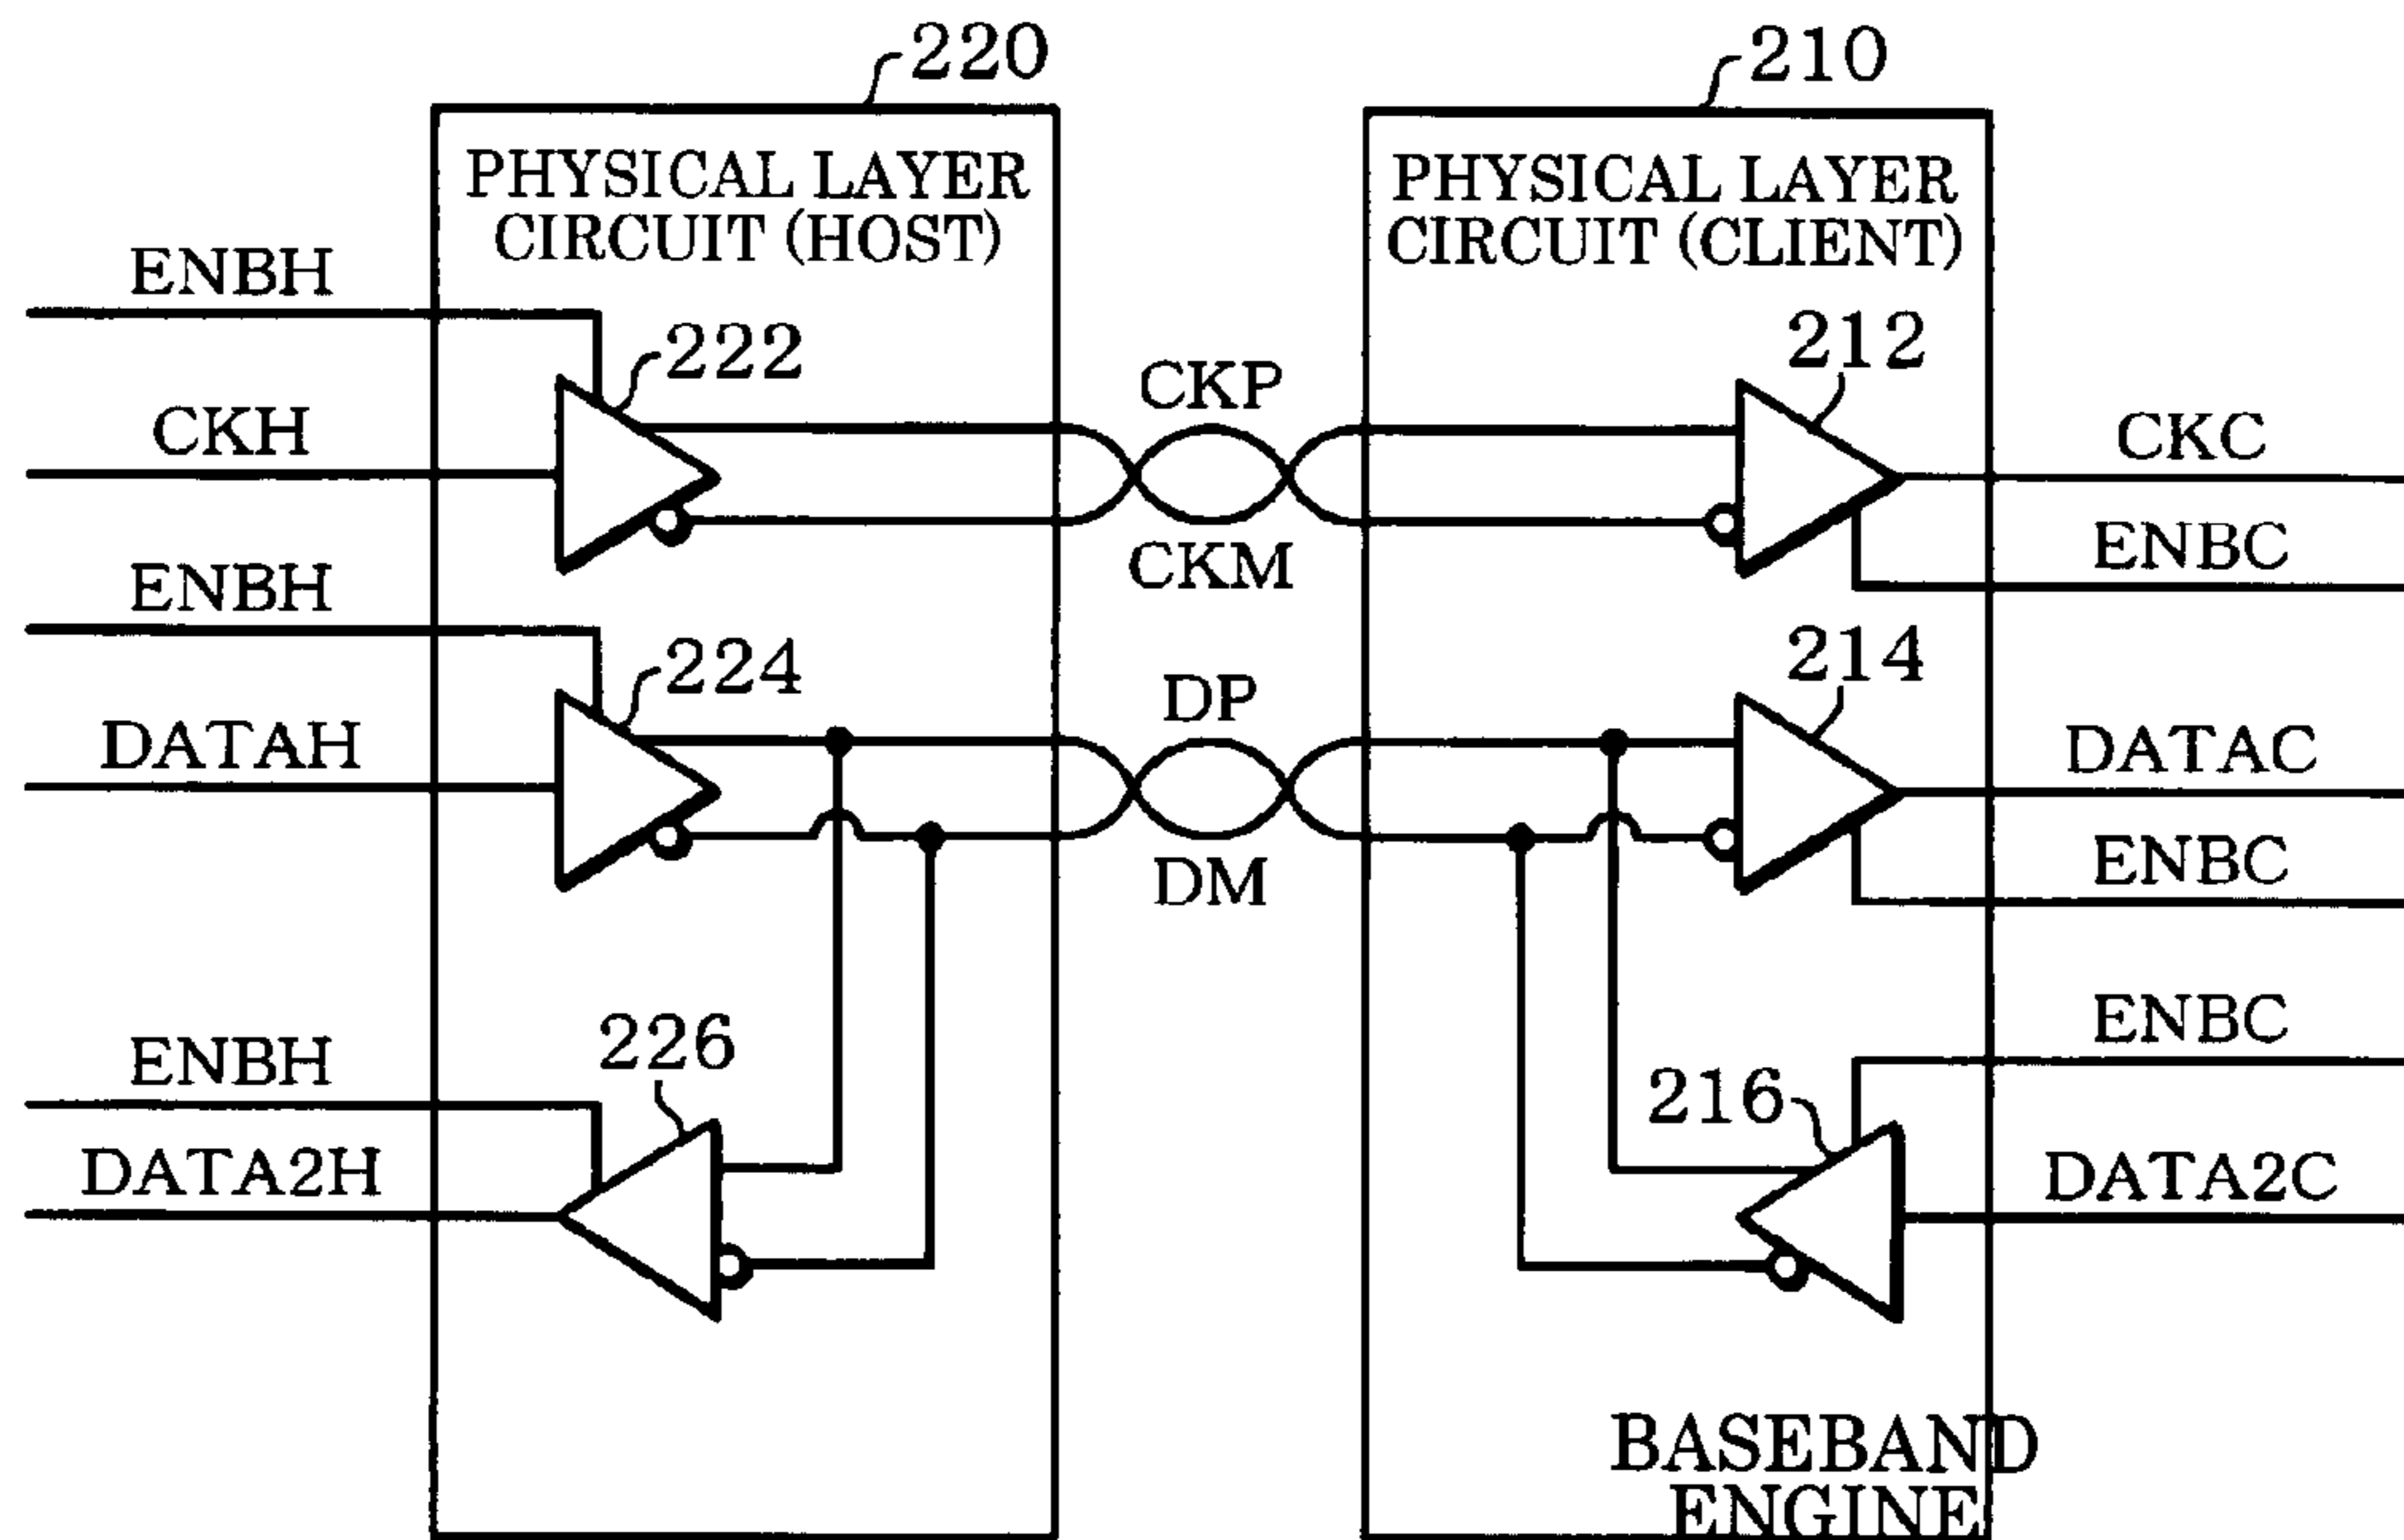 220
210
PHYSICAL LAYER
CIRCUIT (HOST)
PHYSICAL LAYER
CIRCUIT (CLIENT)
ENBH
222
212
CKP
CKH
CKC
CKM
ENBC
ENBH
224
214
DP
DATAH
DATAC
DM
ENBC
ENBH
226
ENBC
216
DATA2H
DATA2C
BASEBAND
ENGINE